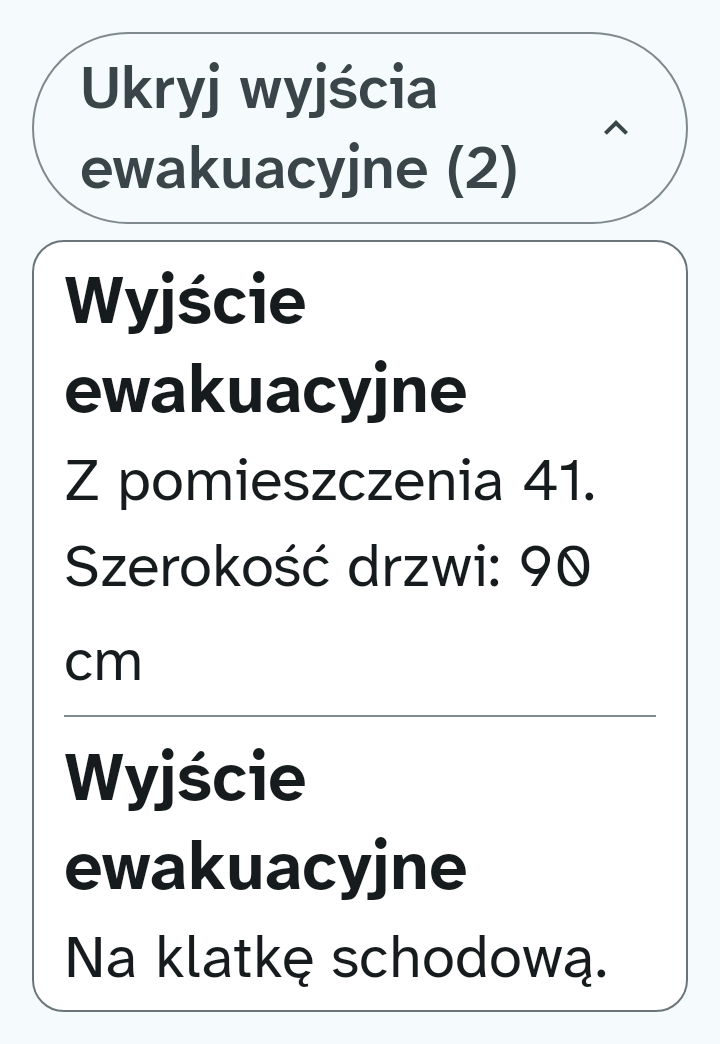 Ukryj wyjścia
ewakuacyjne (2)
Wyjście
ewakuacyjne
Z pomieszczenia 41.
Szerokość drzwi: 90
cm
Wyjście
ewakuacyjne
Na klatkę schodową.